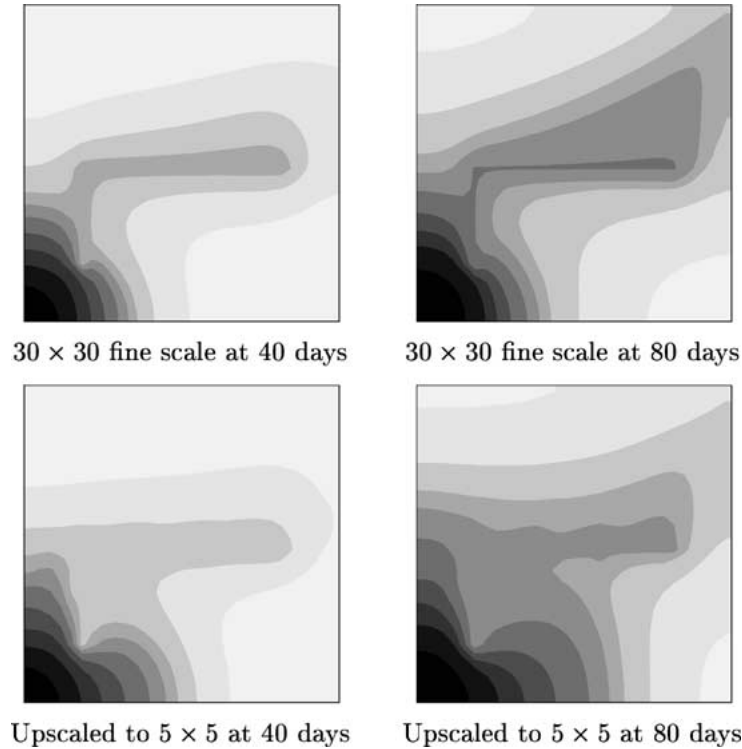 30 × 30 fine scale at 40 days
30 × 30 fine scale at 80 days
Upscaled to 5 × 5 at 40 days
Upscaled to 5 × 5 at 80 days